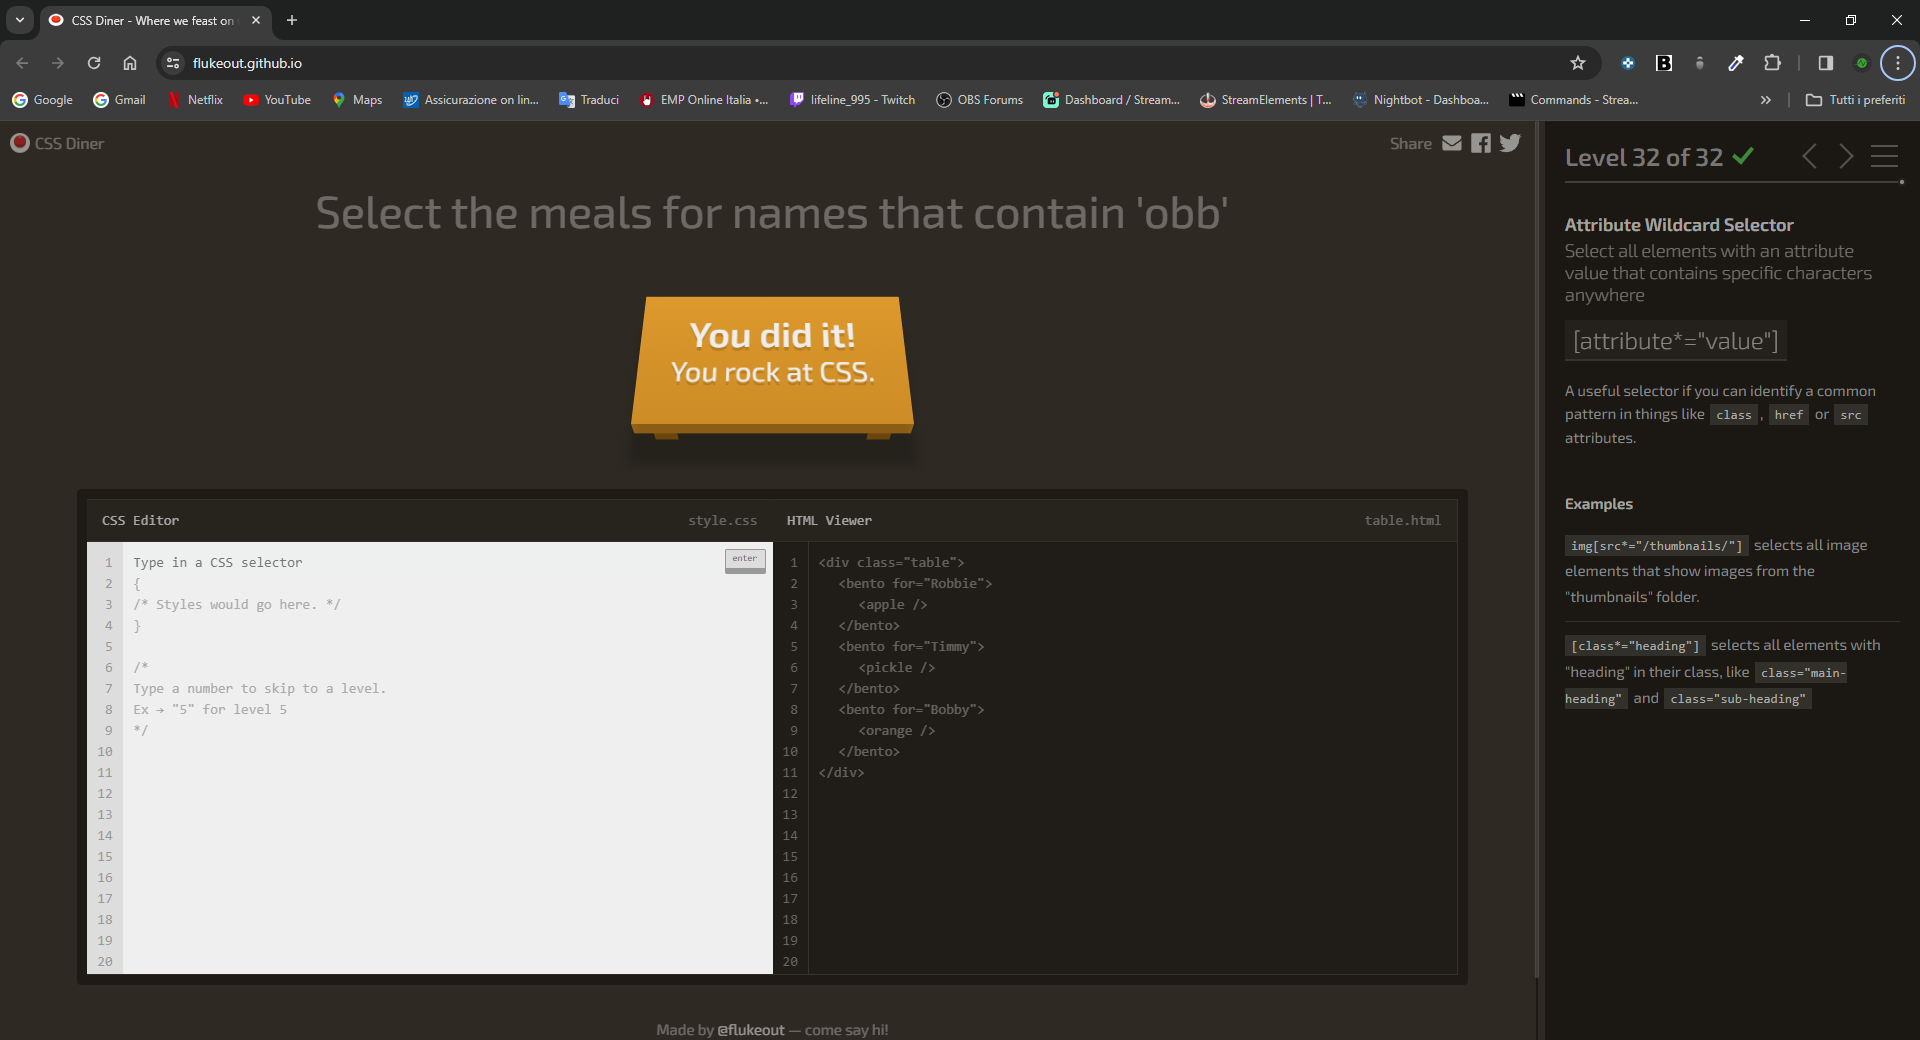 CSS Diner - Where we feast on
flukeout.github.io
Google
Gmail
Netflix
YouTube
Maps
Assicurazione on lin...
Traduci
EMP Online Italia •...
lifeline_995 - Twitch
OBS Forums
Dashboard / Stream...
StreamElements | T...
Nightbot - Dashboa...
Commands - Strea...
Tutti i preferiti
CSS Diner
Share
Select the meals for names that contain 'obb'
You did it!
You rock at CSS.
CSS Editor
style.css
1 Type in a CSS selector
enter
2 {
3 /* Styles would go here. */
4 }
5
6 /*
7 Type a number to skip to a level.
8 Ex → "5" for level 5
9 */
10
11
12
13
14
15
16
17
18
19
20
HTML Viewer
table.html
1 <div class="table">
2 <bento for="Robbie">
3 <apple />
4 </bento>
5 <bento for="Timmy">
6 <pickle />
7 </bento>
8 <bento for="Bobby">
9 <orange />
10 </bento>
11 </div>
12
13
14
15
16
17
18
19
20
Made by @flukeout — come say hi!
Level 32 of 32
Attribute Wildcard Selector
Select all elements with an attribute
value that contains specific characters
anywhere
[attribute*="value"]
A useful selector if you can identify a common
pattern in things like class , href or src
attributes.
Examples
img[src*="/thumbnails/"] selects all image
elements that show images from the
"thumbnails" folder.
[class*="heading"] selects all elements with
"heading" in their class, like class="main-
heading" and class="sub-heading"